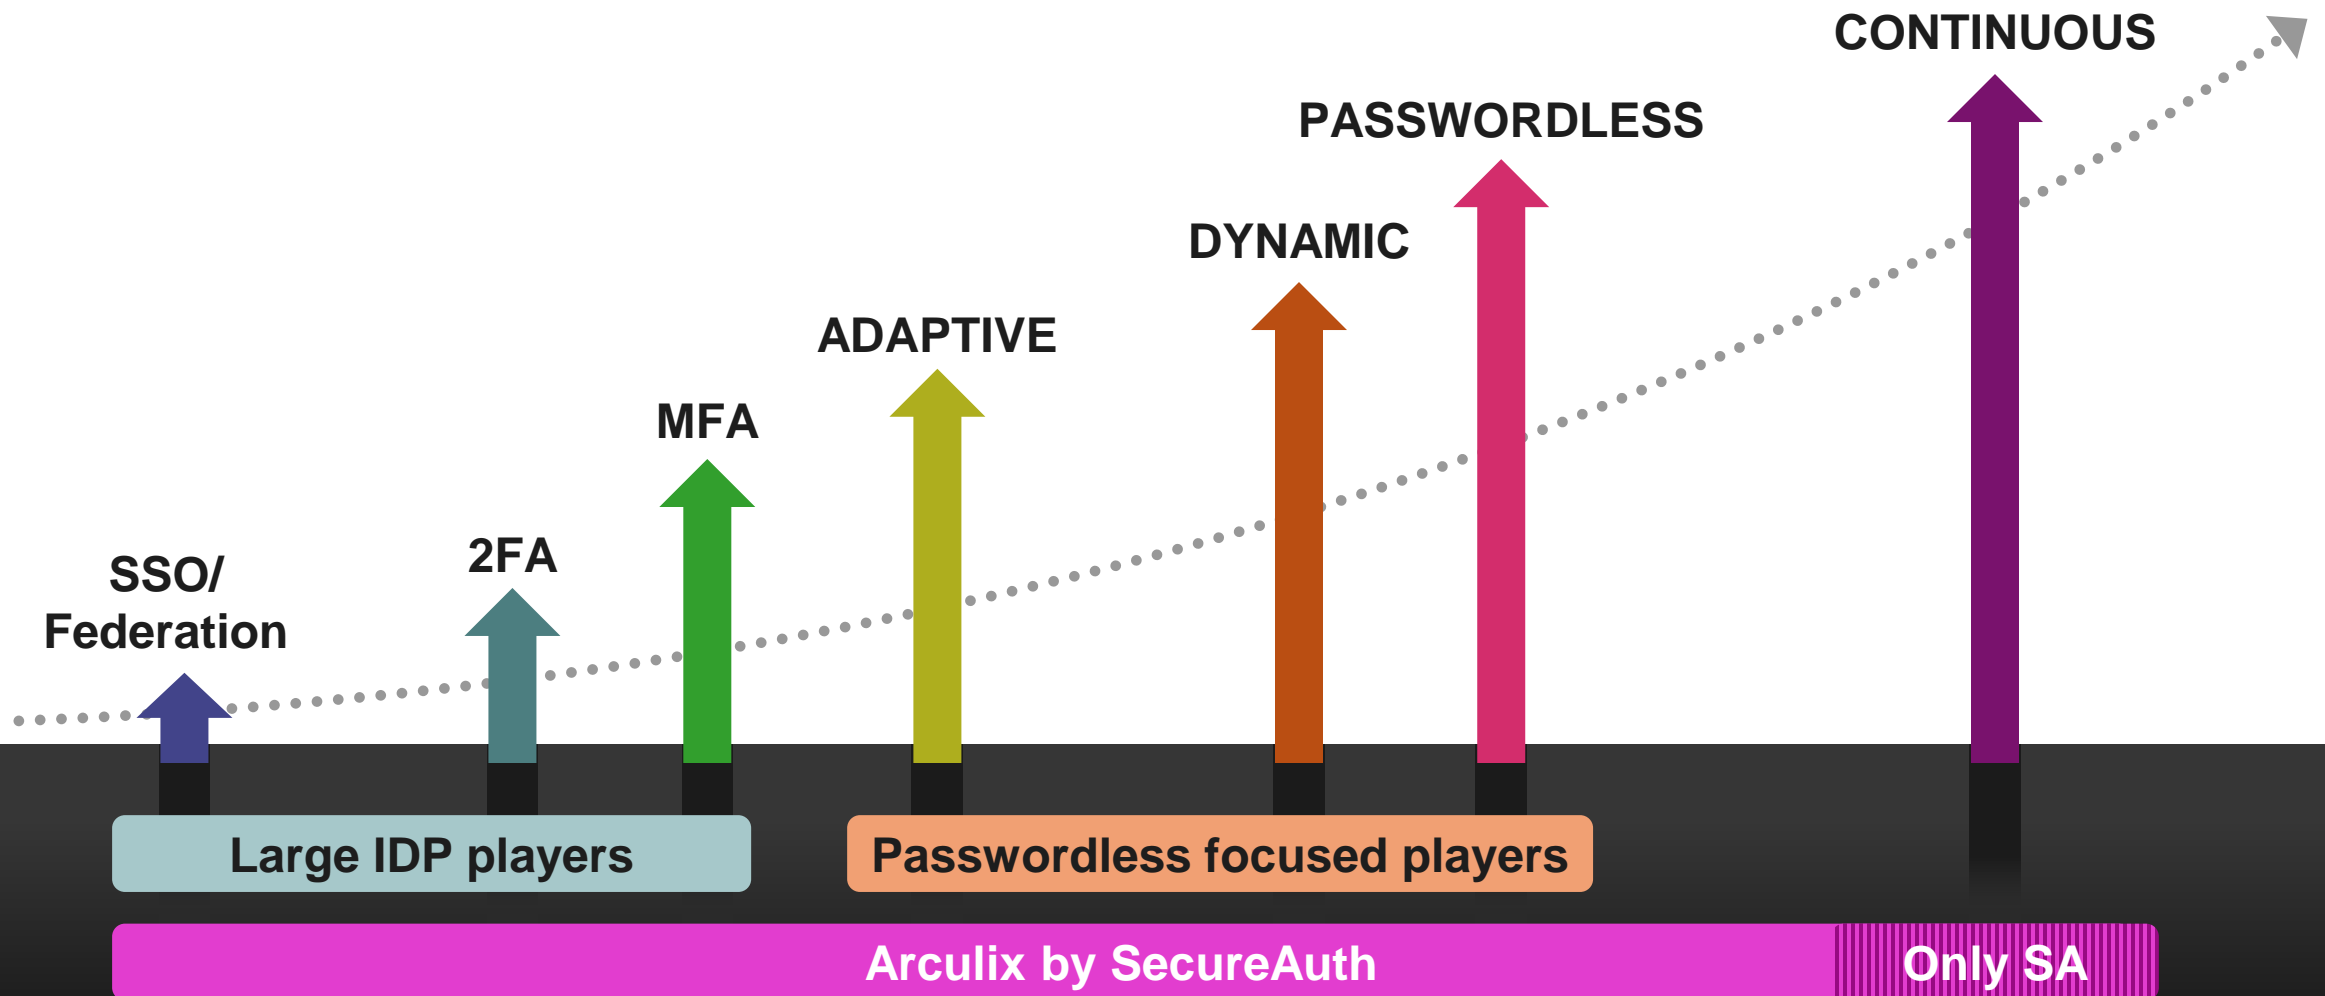 CONTINUOUS
PASSWORDLESS
DYNAMIC
ADAPTIVE
MFA
2FA
SSO/
Federation
Large IDP players
Passwordless focused players
Arculix by SecureAuth
Only SA